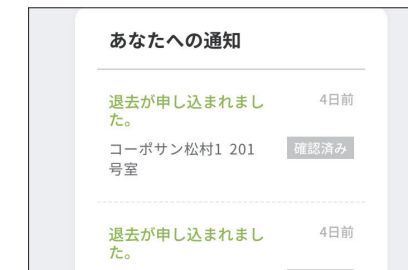 あなたへの通知
退去が申し込まれまし
た。
4日前
コーポサン松村1 201
号室
確認済み
退去が申し込まれまし
た。
4日前